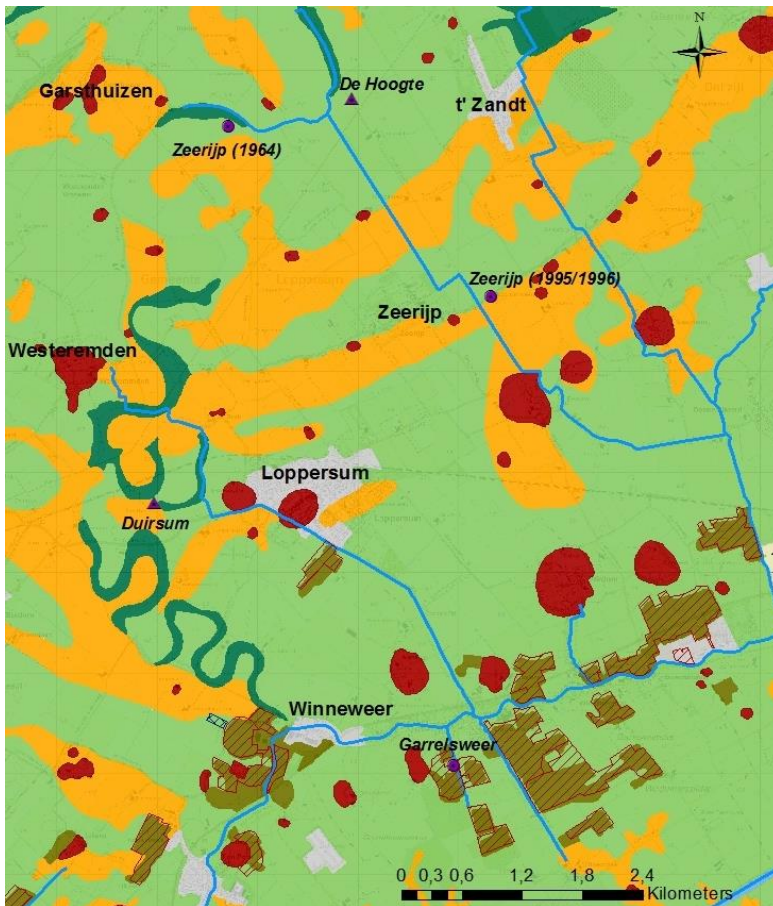 N
De Hoogte
Garsthuizen
t' Zandt
Zeerijp (1964)
Zeerijp (1995/1996)
Zeerijp
Westeremden
Loppersum
Duirsum
Winneweer
Garrelsweer
0 0,3 0,6 1,2 1,8 2,4
Kilometers